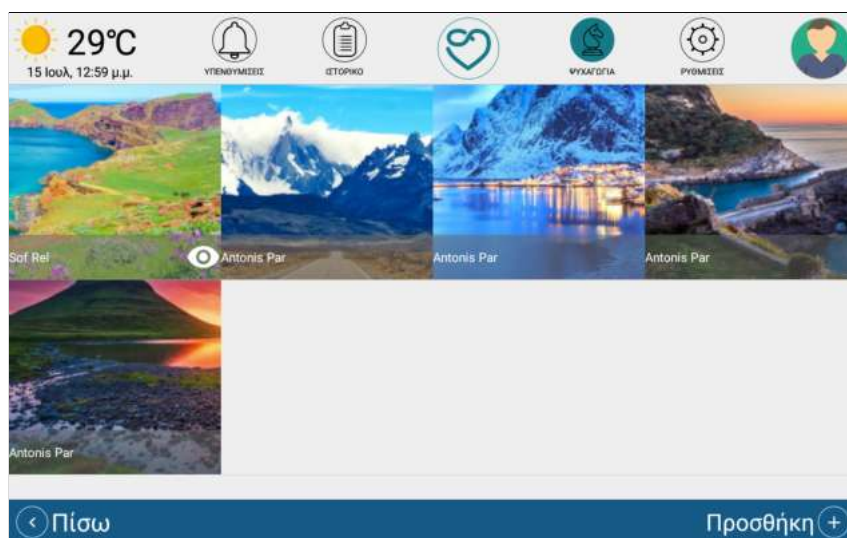 29°C
15 Ιουλ, 12:59 μ.μ.
ΥΠΕΝΘΥΜΙΣΕΙΣ
ΙΣΤΟΡΙΚΟ
ΨΥΧΑΓΩΓΙΑ
ΡΥΘΜΙΣΕΙΣ
Sof Rel
Antonis Par
Antonis Par
Antonis Par
Antonis Par
Πίσω
Προσθήκη